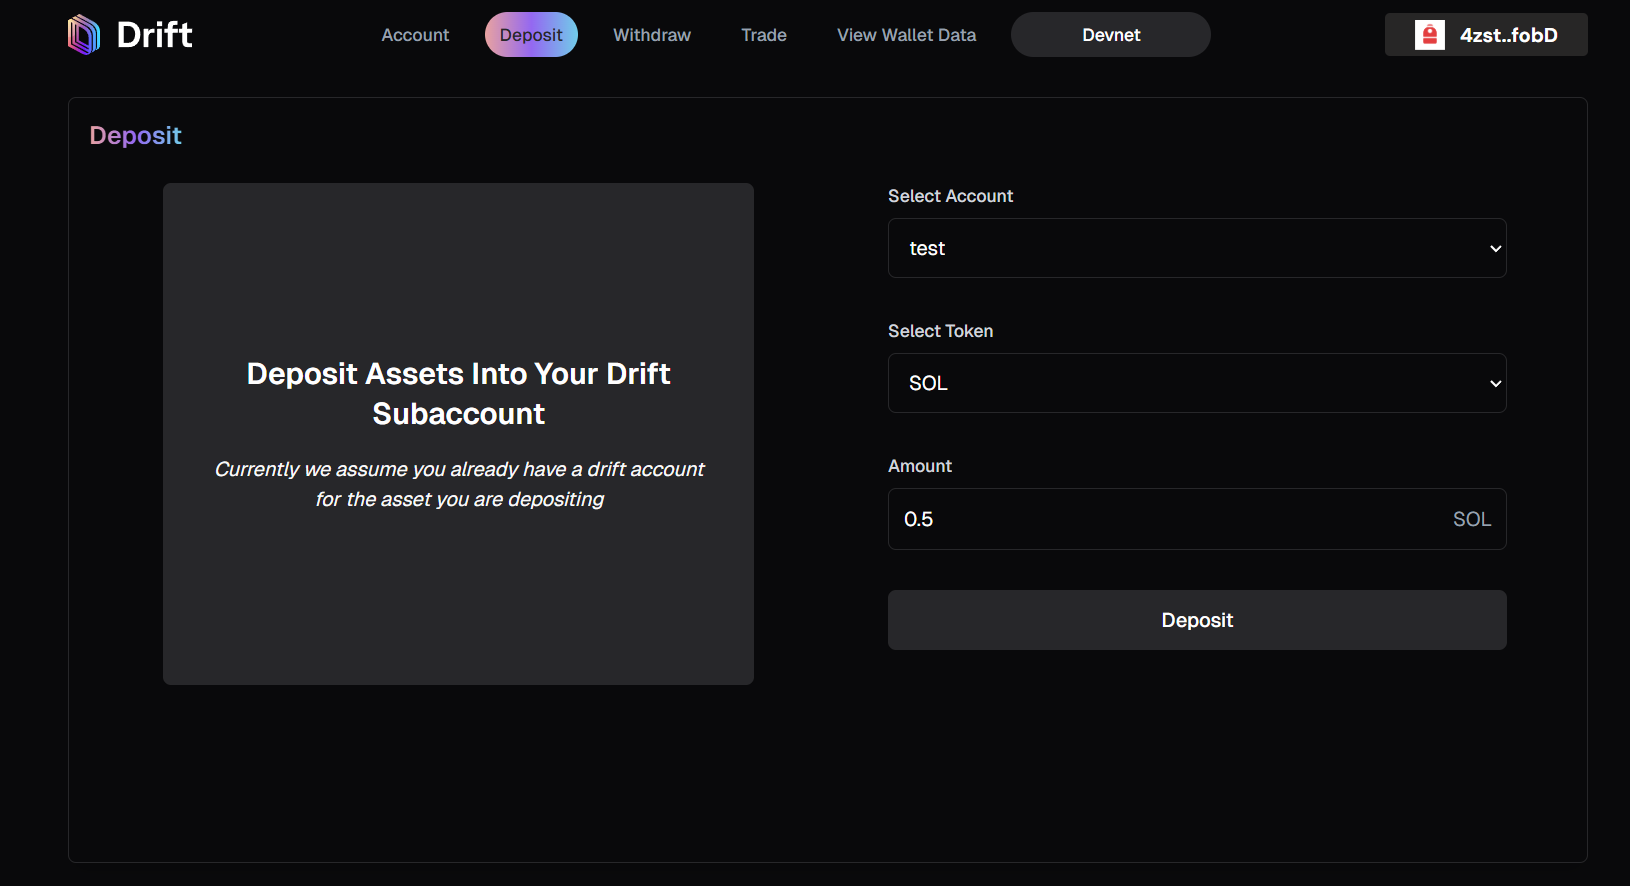 Drift
Account
Deposit
Withdraw
Trade
View Wallet Data
Devnet
4zst..fobD
Deposit
Deposit Assets Into Your Drift
Subaccount
Currently we assume you already have a drift account
for the asset you are depositing
Select Account
test
Select Token
SOL
Amount
0.5
SOL
Deposit